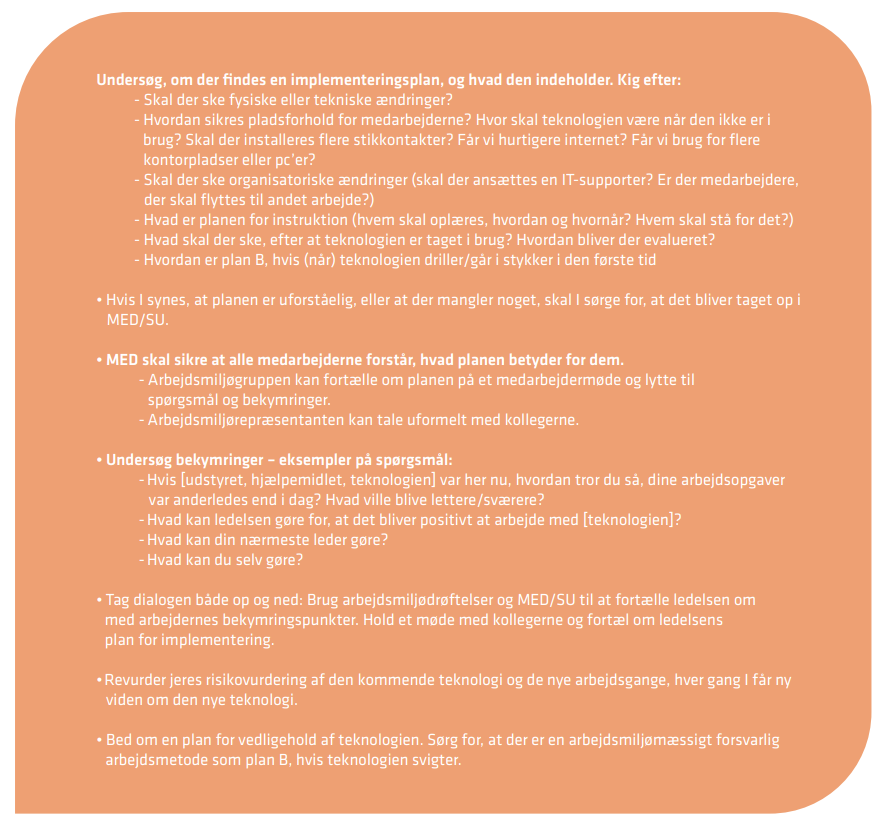 Undersøg, om der findes en implementeringsplan, og hvad den indeholder. Kig efter:
- Skal der ske fysiske eller tekniske ændringer?
- Hvordan sikres pladsforhold for medarbejderne? Hvor skal teknologien være når den ikke er i
brug? Skal der installeres flere stikkontakter? Får vi hurtigere internet? Får vi brug for flere
kontorpladser eller pc'er?
- Skal der ske organisatoriske ændringer (skal der ansættes en IT-supporter? Er der medarbejdere,
der skal flyttes til andet arbejde?)
- Hvad er planen for instruktion (hvem skal oplæres, hvordan og hvornår? Hvem skal stå for det?)
- Hvad skal der ske, efter at teknologien er taget i brug? Hvordan bliver der evalueret?
- Hvordan er plan B, hvis (når) teknologien driller/går i stykker i den første tid
• Hvis I synes, at planen er uforståelig, eller at der mangler noget, skal I sørge for, at det bliver taget op i
MED/SU.
• MED skal sikre at alle medarbejderne forstår, hvad planen betyder for dem.
- Arbejdsmiljøgruppen kan fortælle om planen på et medarbejdermøde og lytte til
spørgsmål og bekymringer.
- Arbejdsmiljørepræsentanten kan tale uformelt med kollegerne.
• Undersøg bekymringer – eksempler på spørgsmål:
- Hvis [udstyret, hjælpemidlet, teknologien] var her nu, hvordan tror du så, dine arbejdsopgaver
var anderledes end i dag? Hvad ville blive lettere/sværere?
- Hvad kan ledelsen gøre for, at det bliver positivt at arbejde med [teknologien]?
- Hvad kan din nærmeste leder gøre?
- Hvad kan du selv gøre?
• Tag dialogen både op og ned: Brug arbejdsmiljødrøftelser og MED/SU til at fortælle ledelsen om
med arbejdernes bekymringspunkter. Hold et møde med kollegerne og fortæl om ledelsens
plan for implementering.
• Revurder jeres risikovurdering af den kommende teknologi og de nye arbejdsgange, hver gang I får ny
viden om den nye teknologi.
• Bed om en plan for vedligehold af teknologien. Sørg for, at der er en arbejdsmiljømæssigt forsvarlig
arbejdsmetode som plan B, hvis teknologien svigter.